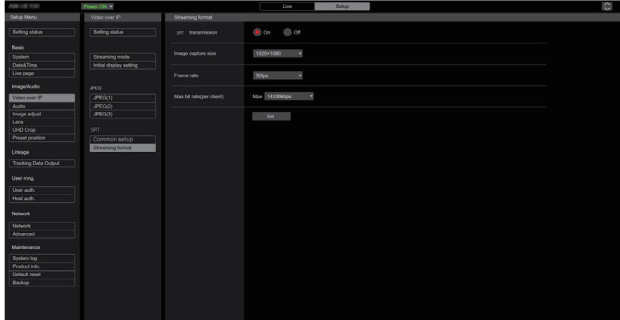 Power ON
Live
Setup
Setup Menu
Setting status
Basic
System
Date&Time
Live page
Image/Audio
Video over IP
Audio
Image adjust
Lens
UHD Crop
Preset position
Linkage
Tracking Data Output
User mng.
User auth.
Host auth.
Network
Network
Advanced
Maintenance
System log
Product info
Default reset
Backup
Video over IP
Setting status
Streaming mode
Initial display setting
JPEG
JPEG(1)
JPEG(2)
JPEG(3)
SRT
Common setup
Streaming format
Streaming format
SRT transmission
On
Off
Image capture size
1920×1080
Frame rate
30fps
Max bit rate(per client)
Max 14336kbps
Set